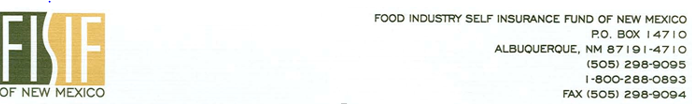 FISIF
OF NEW MEXICO
FOOD INDUSTRY SELF INSURANCE FUND OF NEW MEXICO
P.O. BOX 14710
ALBUQUERQUE, NM 87191-4710
(505) 298-9095
1-800-288-0893
FAX (505) 298-9094